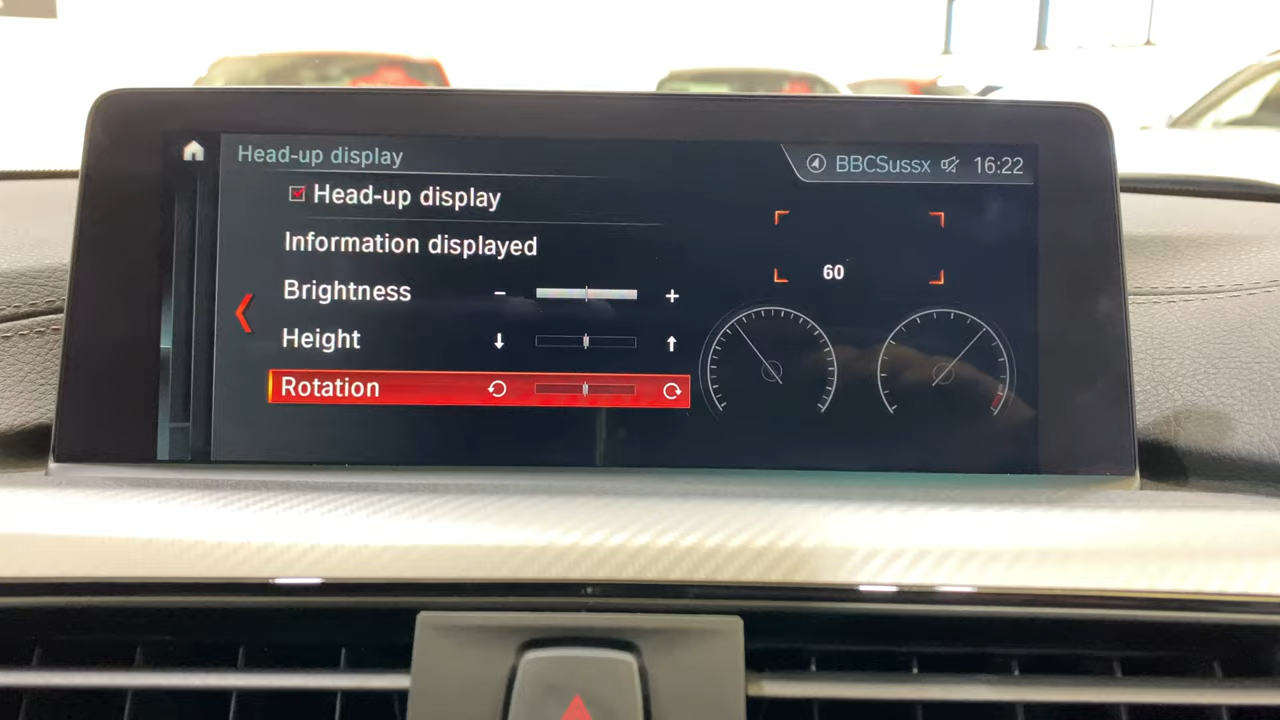 Head-up display
BBCSussx 16:22
Head-up display
Information displayed
Brightness - +
Height
Rotation
60